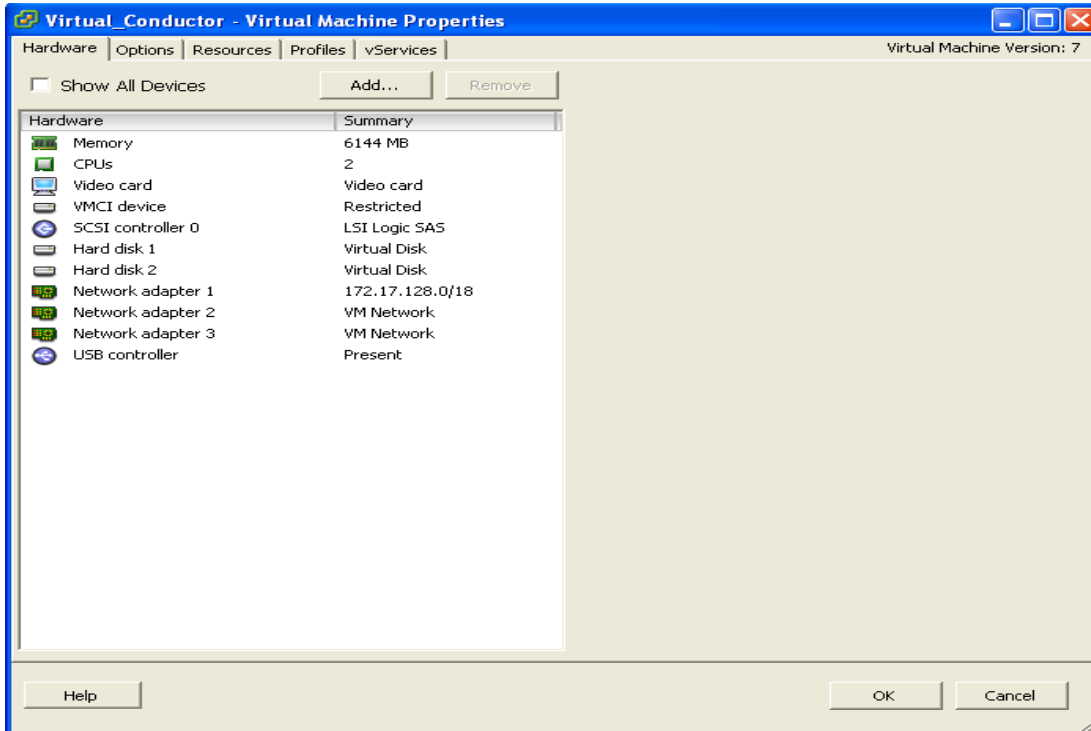 Virtual_Conductor - Virtual Machine Properties
Hardware Options Resources Profiles vServices Virtual Machine Version: 7
Show All Devices Add... Remove
Hardware Summary
Memory 6144 MB
CPUs 2
Video card Video card
VMCI device Restricted
SCSI controller 0 LSI Logic SAS
Hard disk 1 Virtual Disk
Hard disk 2 Virtual Disk
Network adapter 1 172.17.128.0/18
Network adapter 2 VM Network
Network adapter 3 VM Network
USB controller Present
Help OK Cancel